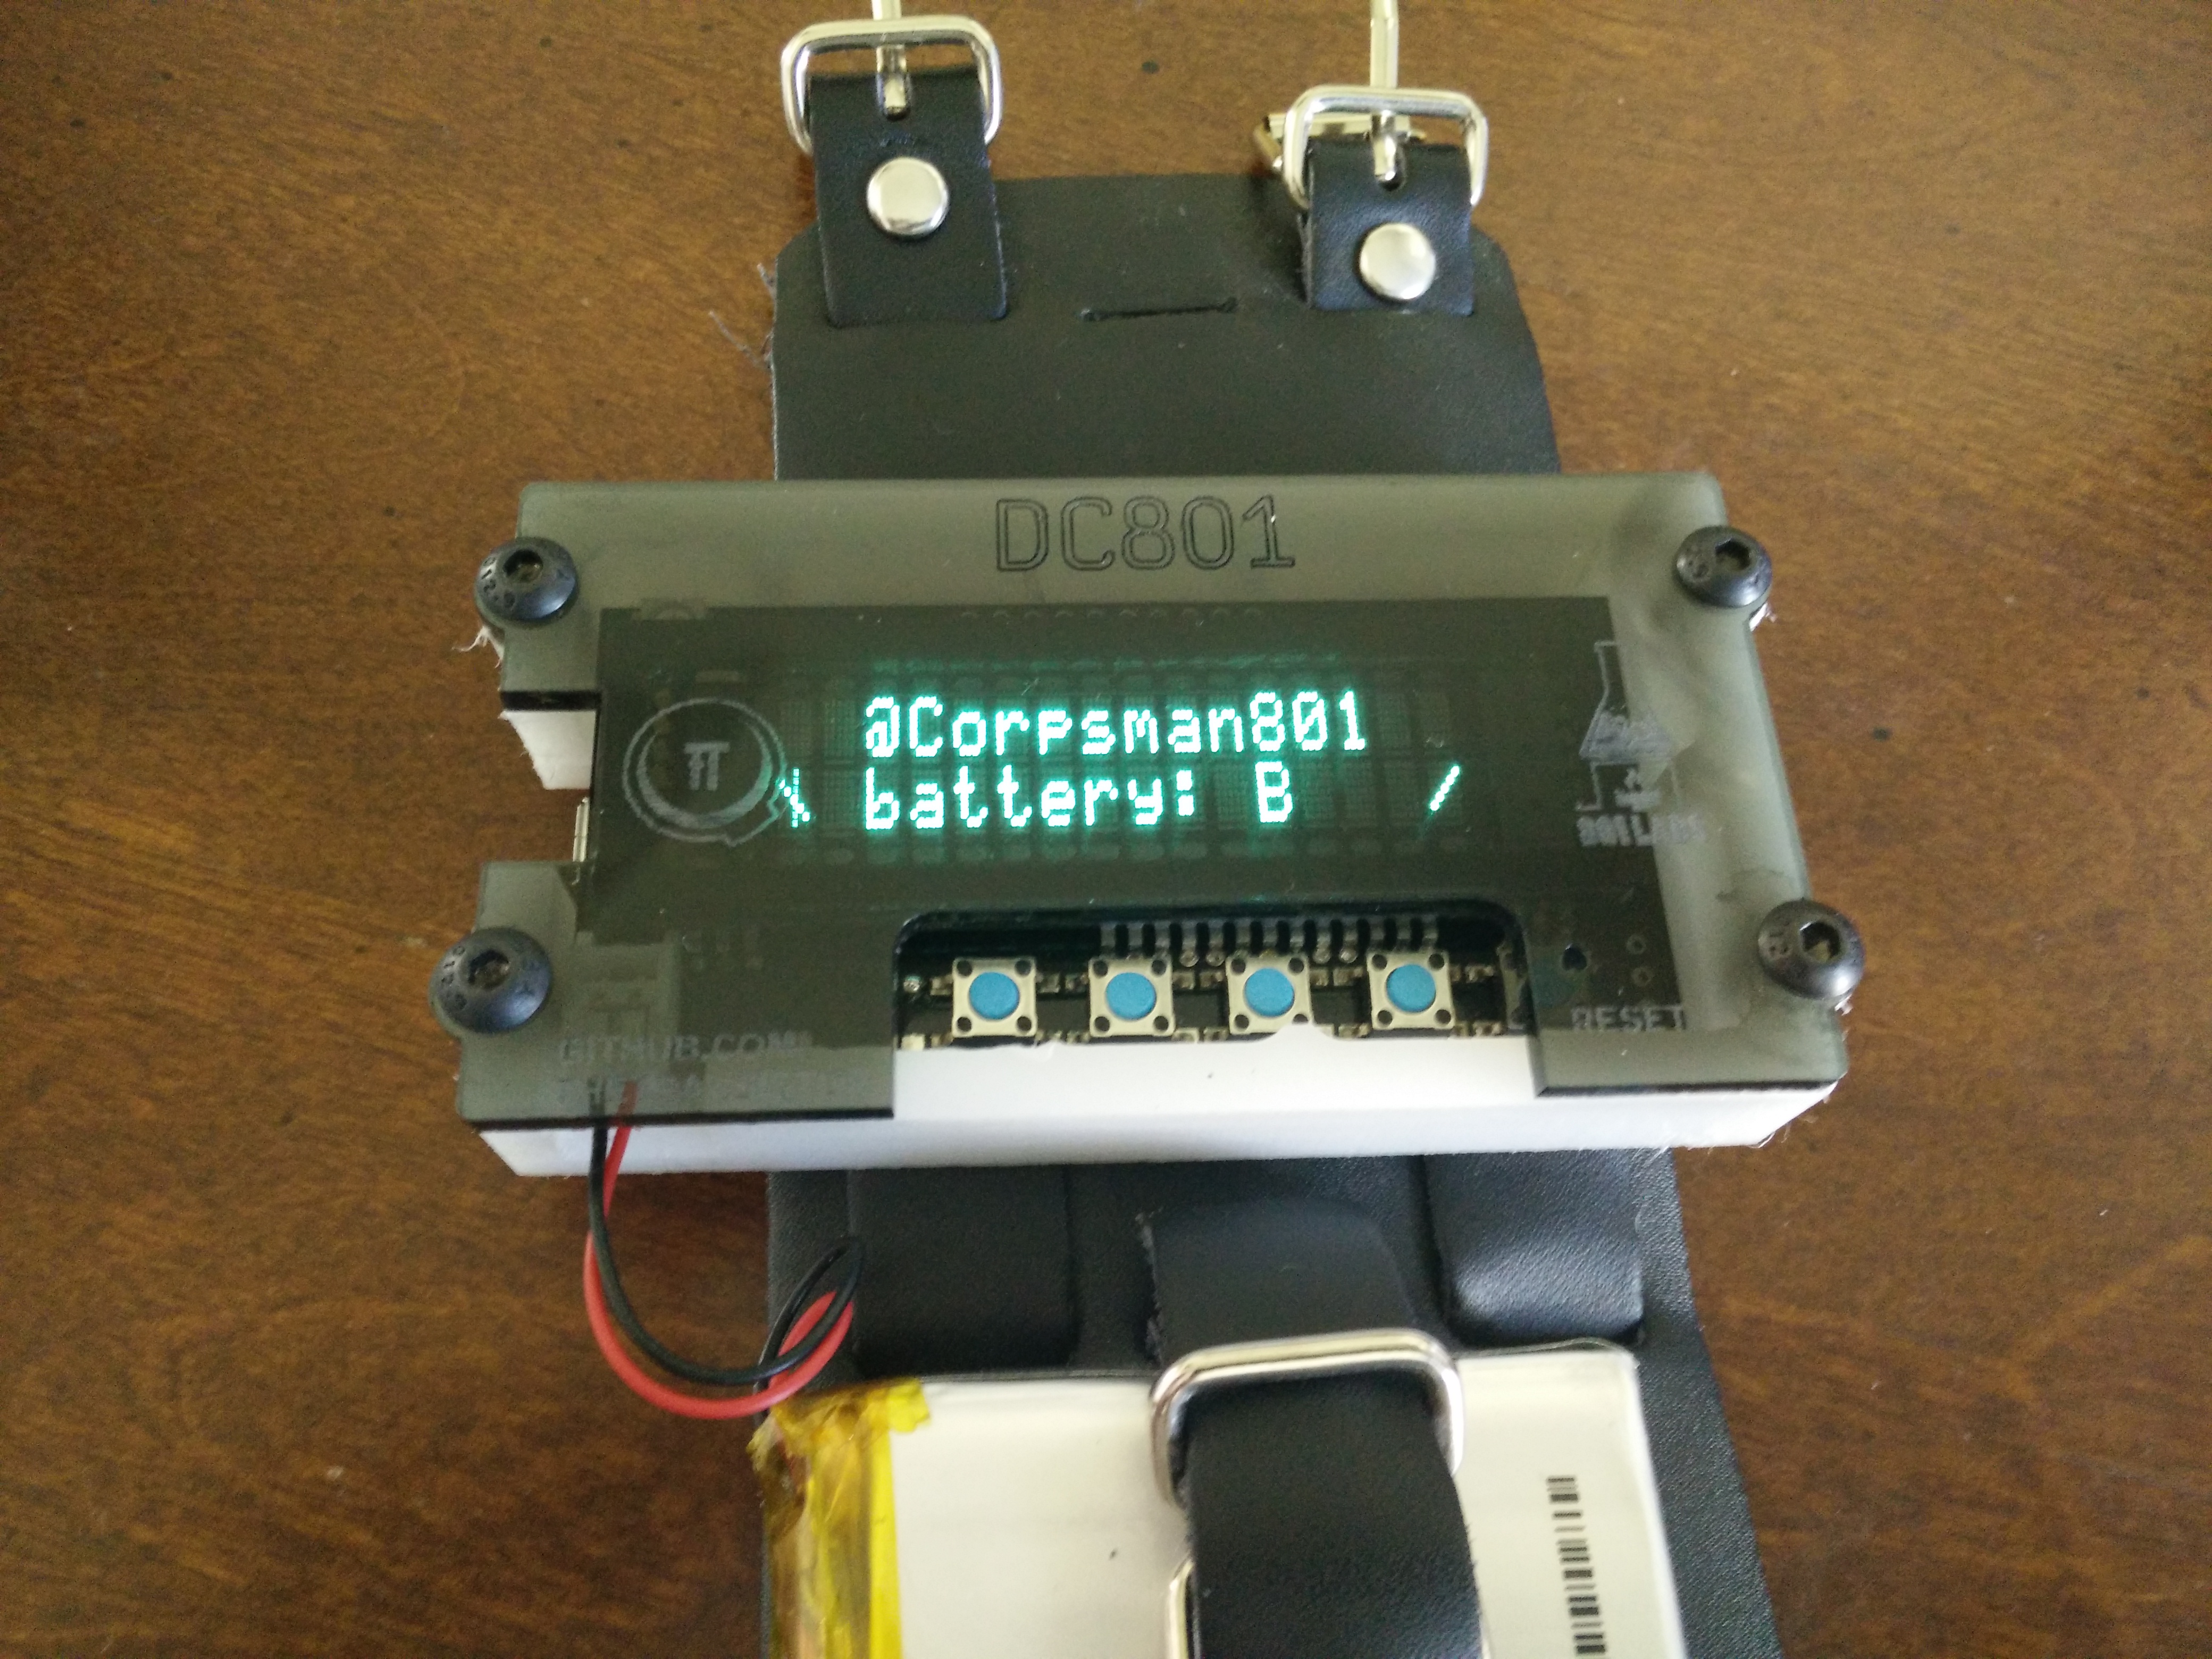 DC801
@Corpsman801
\ battery: B /
RESET
GITHUB.COM/